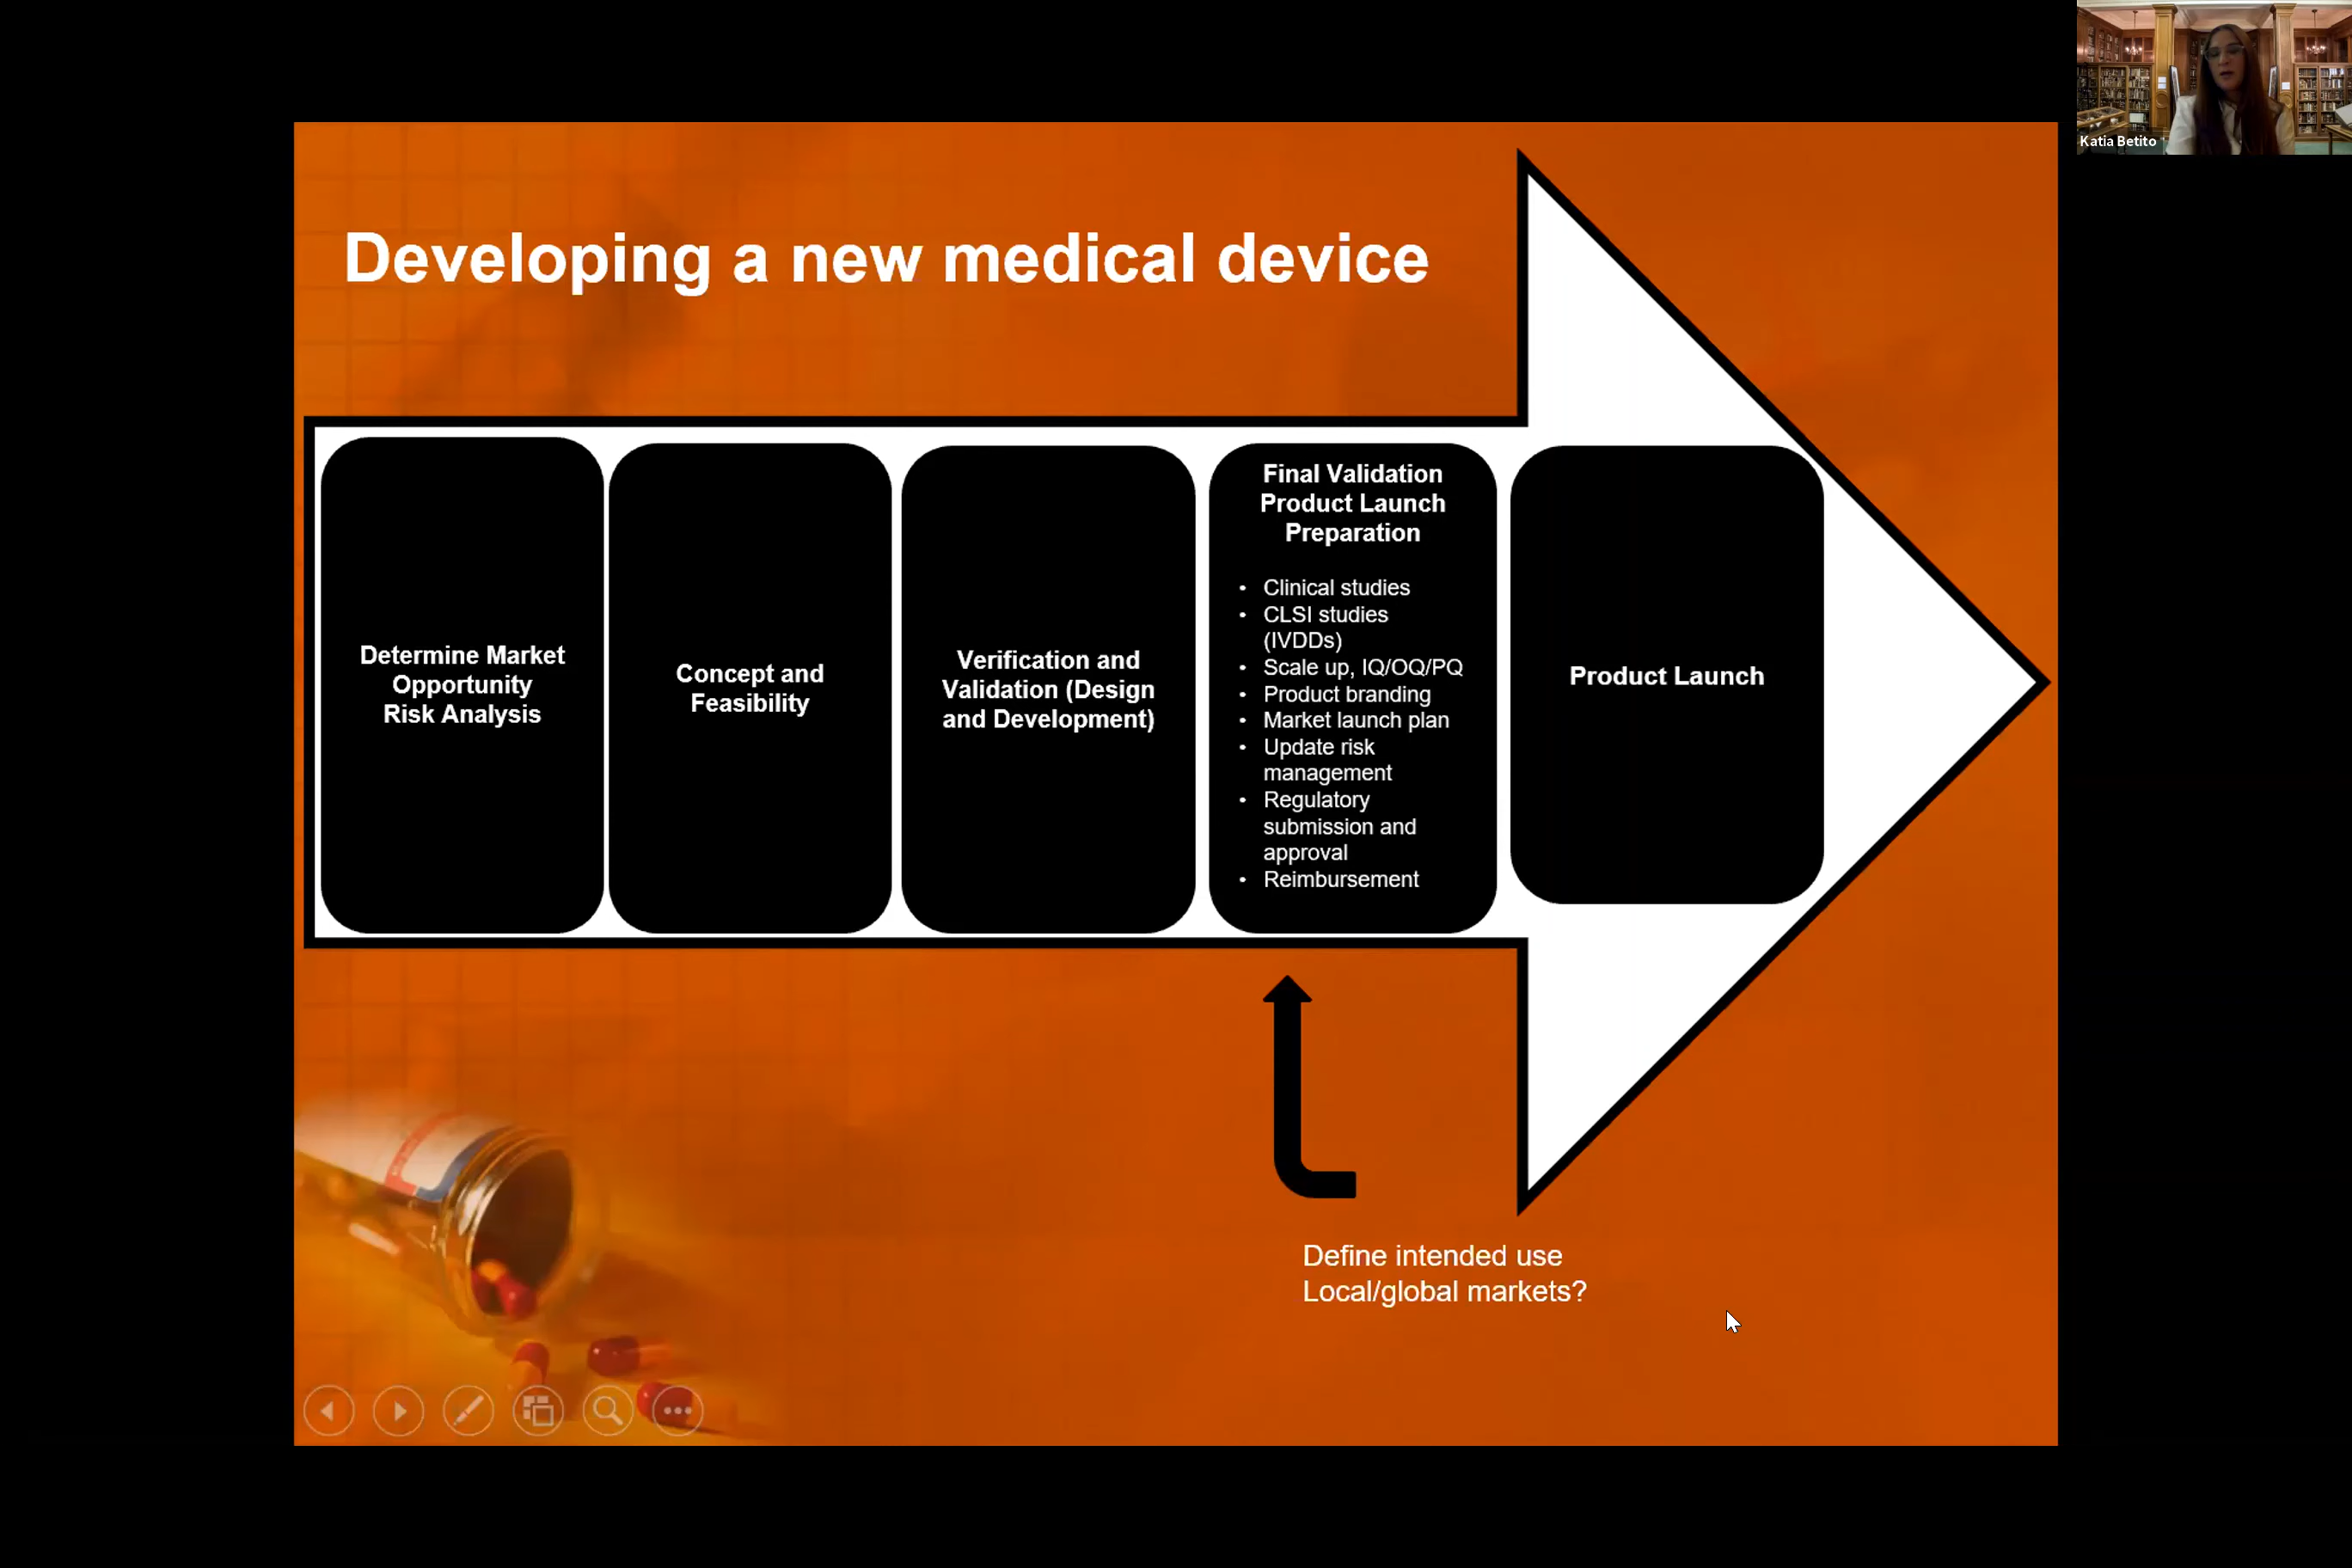 Katia Betito
Developing a new medical device
Determine Market
Opportunity
Risk Analysis
Concept and
Feasibility
Verification and
Validation (Design
and Development)
Final Validation
Product Launch
Preparation
• Clinical studies
• CLSI studies
(IVDDs)
• Scale up, IQ/OQ/PQ
• Product branding
• Market launch plan
• Update risk
management
• Regulatory
submission and
approval
• Reimbursement
Product Launch
Define intended use
Local/global markets?